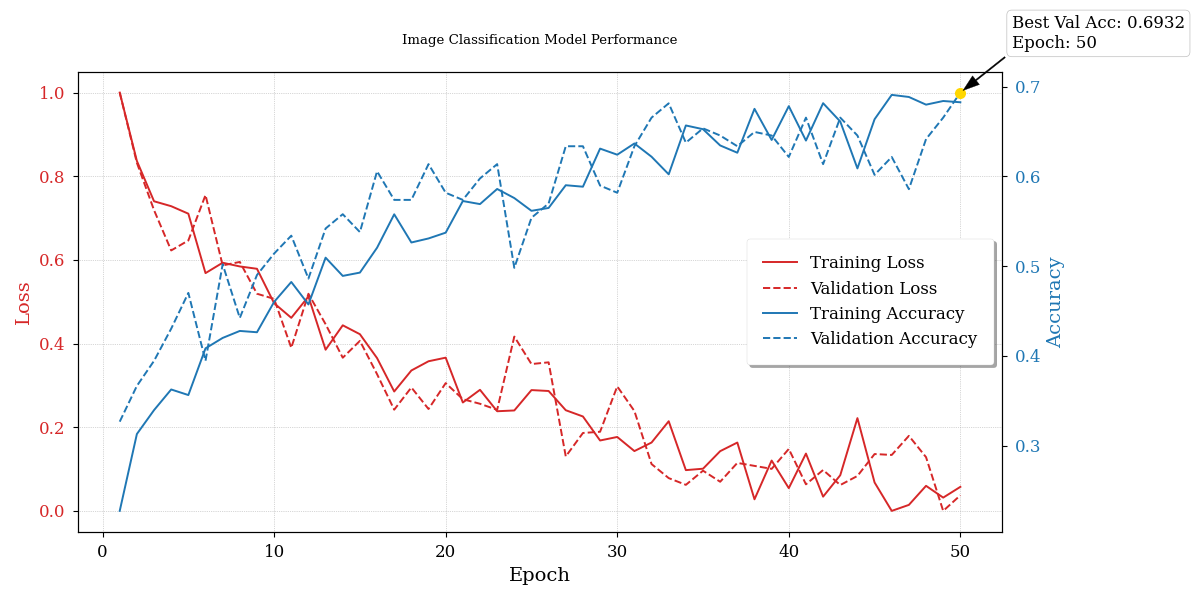 Best Val Acc: 0.6932
Epoch: 50
Image Classification Model Performance
1.0
0.8
0.6
0.4
0.2
0.0
Loss
0.7
0.6
0.5
0.4
0.3
Accuracy
Training Loss
Validation Loss
Training Accuracy
Validation Accuracy
0
10
20
30
40
50
Epoch